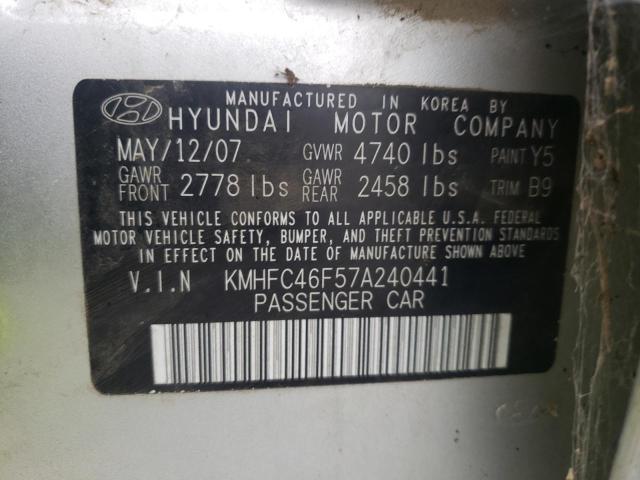 MANUFACTURED IN KOREA BY
HYUNDAI MOTOR COMPANY
MAY/12/07 GVWR 4740 lbs PAINT Y5
GAWR FRONT 2778 lbs GAWR REAR 2458 lbs TRIM B9
THIS VEHICLE CONFORMS TO ALL APPLICABLE U.S.A. FEDERAL
MOTOR VEHICLE SAFETY, BUMPER, AND THEFT PREVENTION STANDARDS
IN EFFECT ON THE DATE OF MANUFACTURE SHOWN ABOVE.
V.I.N KMHFC46F57A240441
PASSENGER CAR